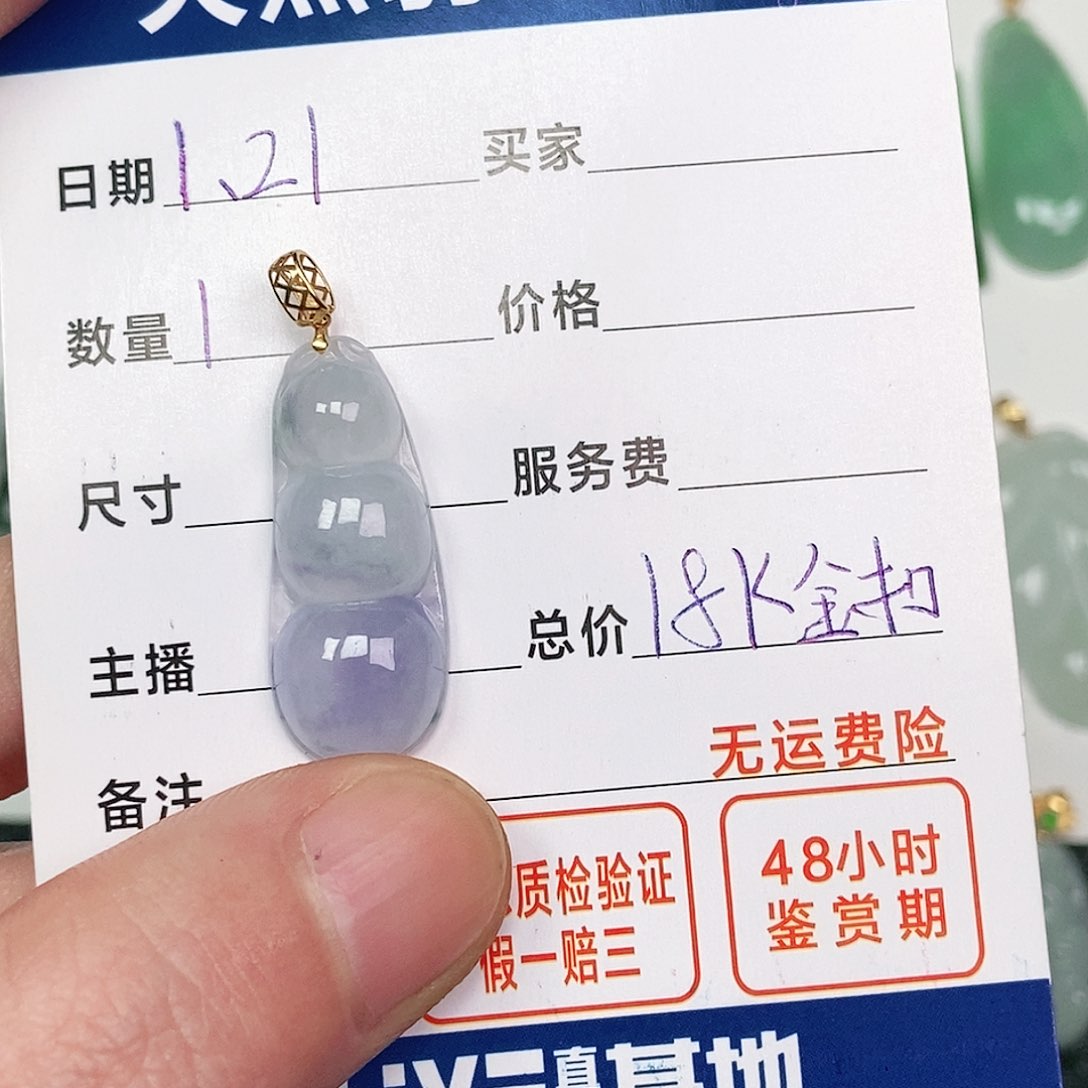 日期 1、21 买家
数量 1 价格
尺寸 服务费
主播 总价 18K金扣
备注
无运费险
质检验证
假一赔三
48小时
鉴赏期
基地